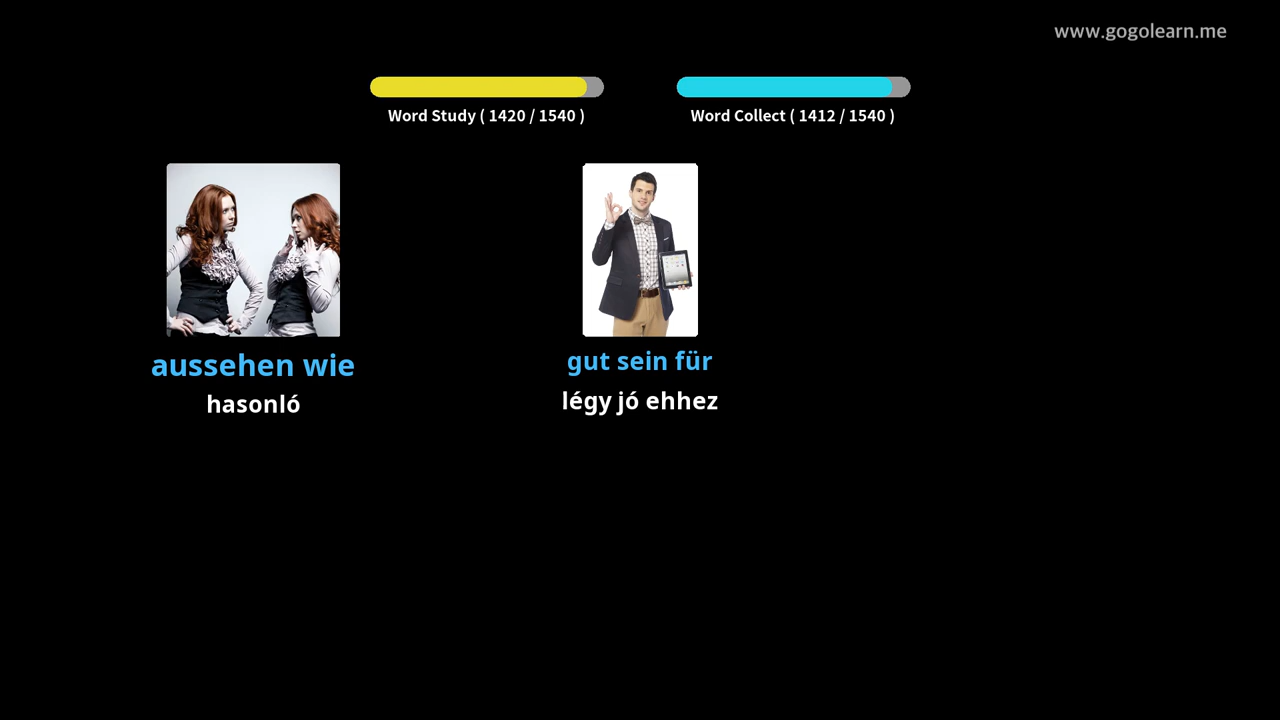 www.gogolearn.me
Word Study ( 1420 / 1540 )
Word Collect ( 1412 / 1540 )
aussehen wie
hasonló
gut sein für
légy jó ehhez